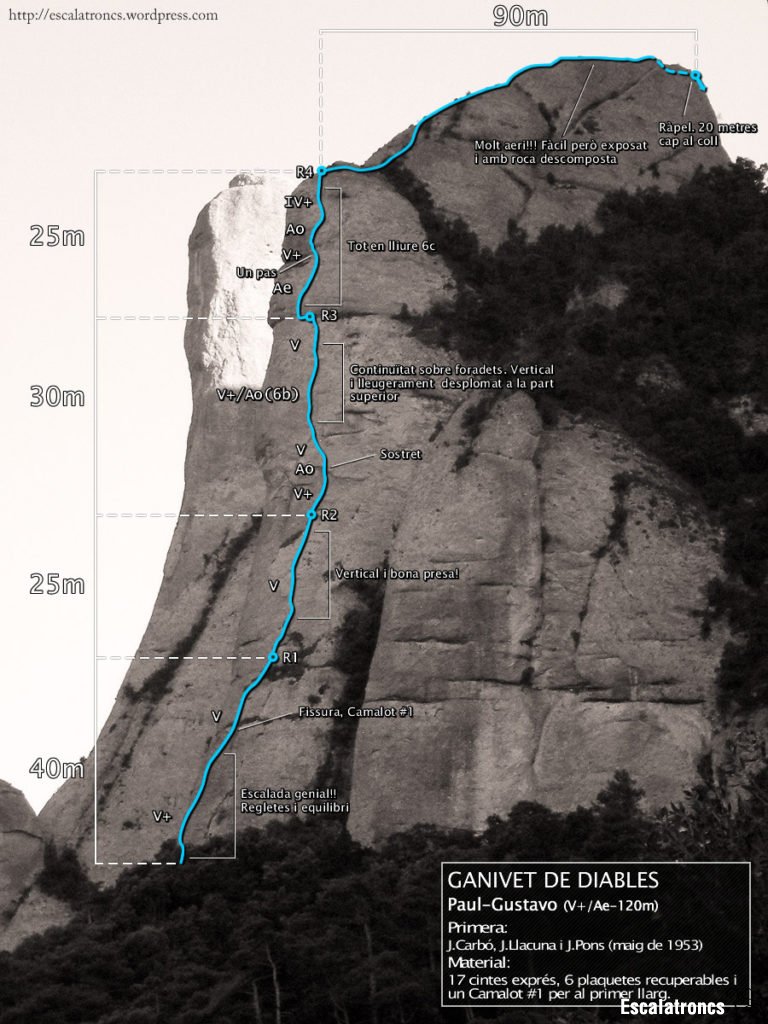 http://escalatroncs.wordpress.com
90m
Molt aeri!!! Fàcil però exposat
i amb roca descomposta
Ràpel. 20 metres
cap al coll
R4
IV+
25m
Ao
V+
Tot en lliure 6c
Un pas
Ae
R3
V
Continuïtat sobre foradets. Vertical
i lleugerament desplomat a la part
superior
30m
V+/Ao(6b)
V
Sostret
Ao
V+
R2
Vertical i bona presa!
25m
V
R1
V
Fissura, Camalot #1
40m
Escalada genial!!
Regletes i equilibri
V+
GANIVET DE DIABLES
Paul-Gustavo (V+/Ae-120m)
Primera:
J.Carbó, J.Llacuna i J.Pons (maig de 1953)
Material:
17 cintes exprés, 6 plaquetes recuperables i
un Camalot #1 per al primer llarg.
Escalatroncs